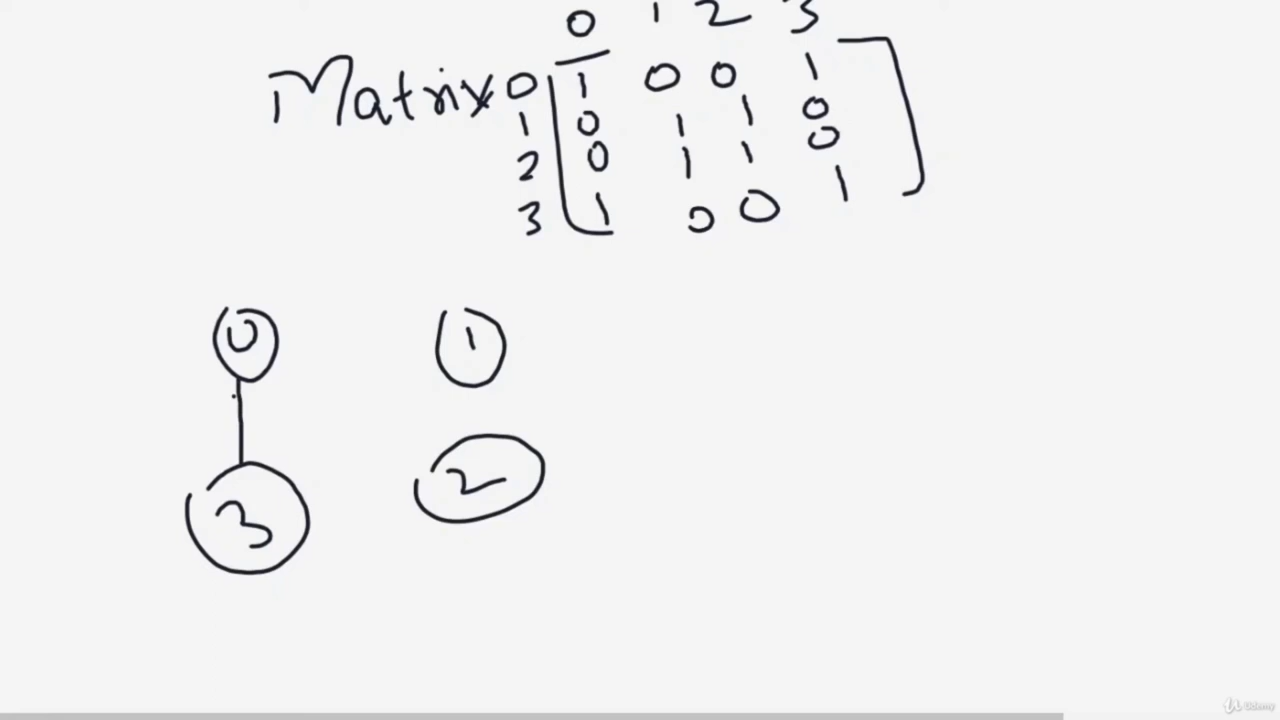 0 1 2 3
Matrix 0 1 0 0 1
1 0 1 1 0
2 0 1 1 0
3 1 0 0 1
0 1
3 2
Udemy